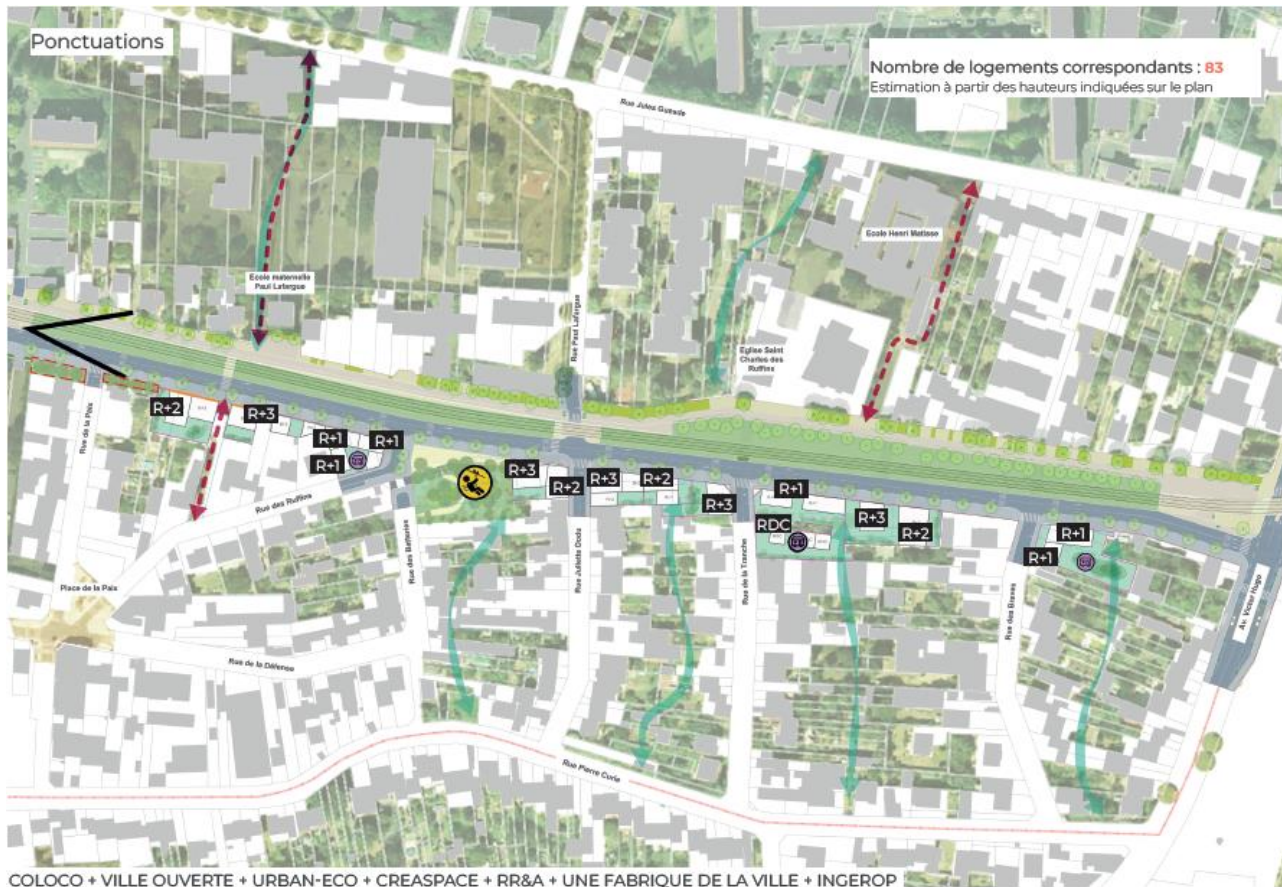 Ponctuations
Nombre de logements correspondants : 83
Estimation à partir des hauteurs indiquées sur le plan
Rue Jules Guesde
Ecole maternelle
Paul Lafargue
Rue Paul Lafargue
Ecole Henri Matisse
Eglise Saint
Charles des
Ruffins
Rue de la Paix
R+2
R+3
R+1
R+1
R+1
R+3
R+2
R+3
R+2
R+3
R+1
RDC
R+3
R+2
R+1
R+1
Rue des Ruffins
Rue des Batteries
Rue Juliette Dodu
Rue de la Tranche
Rue des Braves
Av. Victor Hugo
Place de la Paix
Rue de la Défense
Rue Pierre Curie
COLOCO + VILLE OUVERTE + URBAN-ECO + CREASPACE + RR&A + UNE FABRIQUE DE LA VILLE + INGEROP